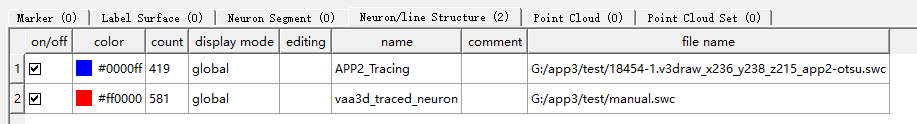 Marker (0) Label Surface (0) Neuron Segment (0) Neuron/line Structure (2) Point Cloud (0) Point Cloud Set (0)
on/off color count display mode editing name comment file name
1 #0000ff 419 global APP2_Tracing G:/app3/test/18454-1.v3draw_x236_y238_z215_app2-otsu.swc
2 #ff0000 581 global vaa3d_traced_neuron G:/app3/test/manual.swc